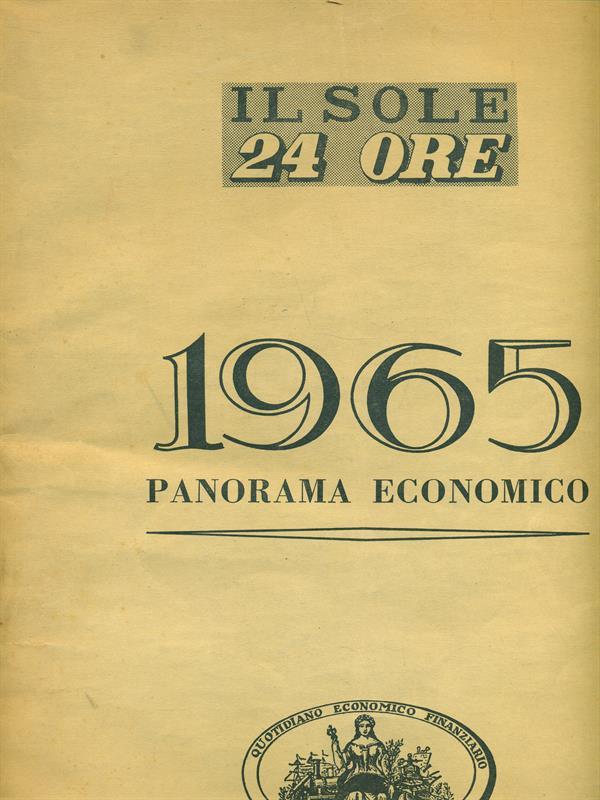 IL SOLE
24 ORE
1965
PANORAMA ECONOMICO
QUOTIDIANO ECONOMICO FINANZIARIO